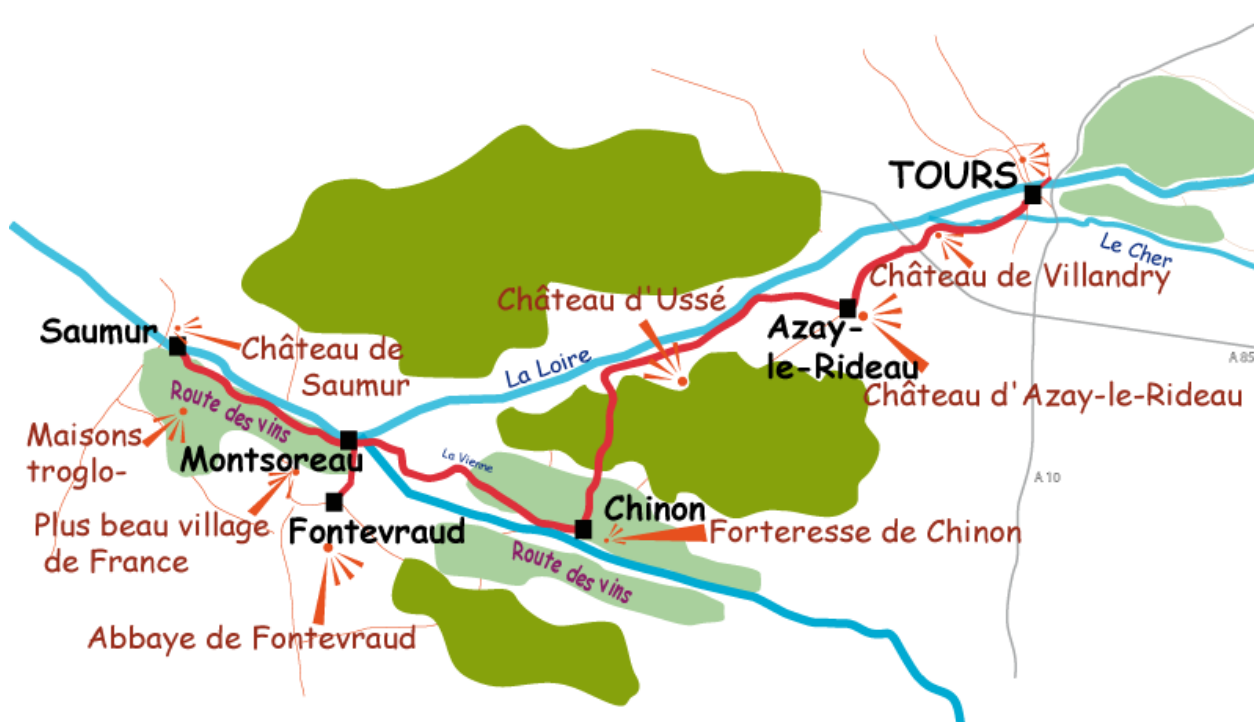 TOURS
Le Cher
Château de Villandry
Château d'Ussé
Azay-
le-Rideau
A 85
Château d'Azay-le-Rideau
Saumur
Château de
Saumur
La Loire
Route des vins
Maisons
troglo-
Montsoreau
La Vienne
A 10
Plus beau village
de France
Fontevraud
Chinon
Forteresse de Chinon
Route des vins
Abbaye de Fontevraud